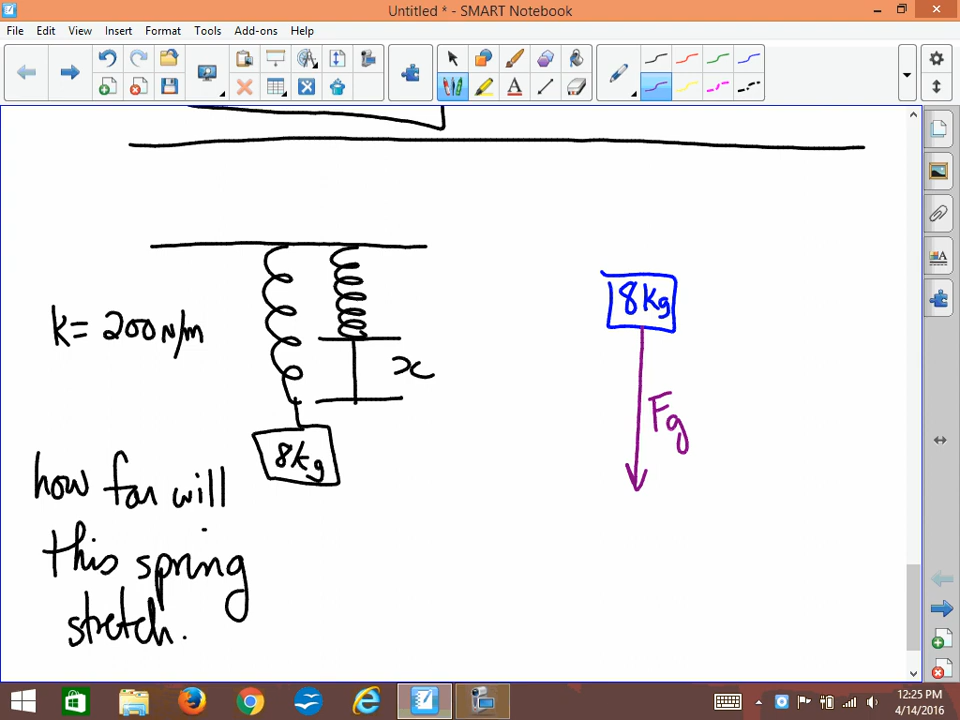 Untitled * - SMART Notebook
File Edit View Insert Format Tools Add-ons Help
k= 200N/m
x
8kg
how far will
this spring
stretch.
8kg
Fg
12:25 PM
4/14/2016